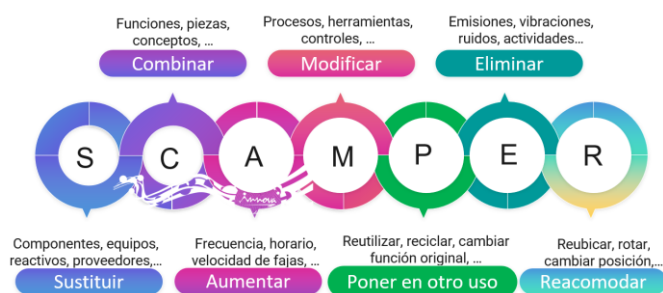 Funciones, piezas,
conceptos, ...
Combinar
Procesos, herramientas,
controles, ...
Modificar
Emisiones, vibraciones,
ruidos, actividades...
Eliminar
S
C
A
M
P
E
R
Innova
Componentes, equipos,
reactivos, proveedores,...
Sustituir
Frecuencia, horario,
velocidad de fajas, ...
Aumentar
Reutilizar, reciclar, cambiar
función original, ...
Poner en otro uso
Reubicar, rotar,
cambiar posición,...
Reacomodar